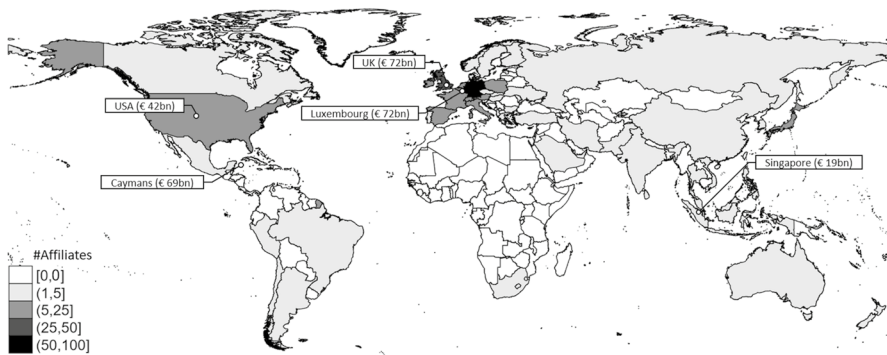 UK (€ 72bn)
USA (€ 42bn)
Luxembourg (€ 72bn)
Singapore (€ 19bn)
Caymans (€ 69bn)
#Affiliates
[0,0]
(1,5]
(5,25]
(25,50]
(50,100]